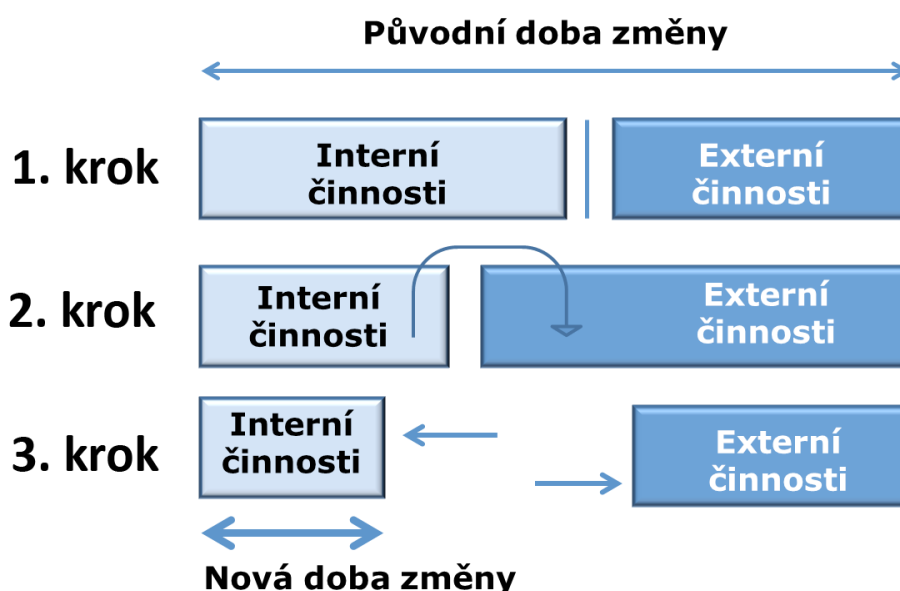 Původní doba změny
1. krok
Interní
činnosti
Externí
činnosti
2. krok
Interní
činnosti
Externí
činnosti
3. krok
Interní
činnosti
Externí
činnosti
Nová doba změny